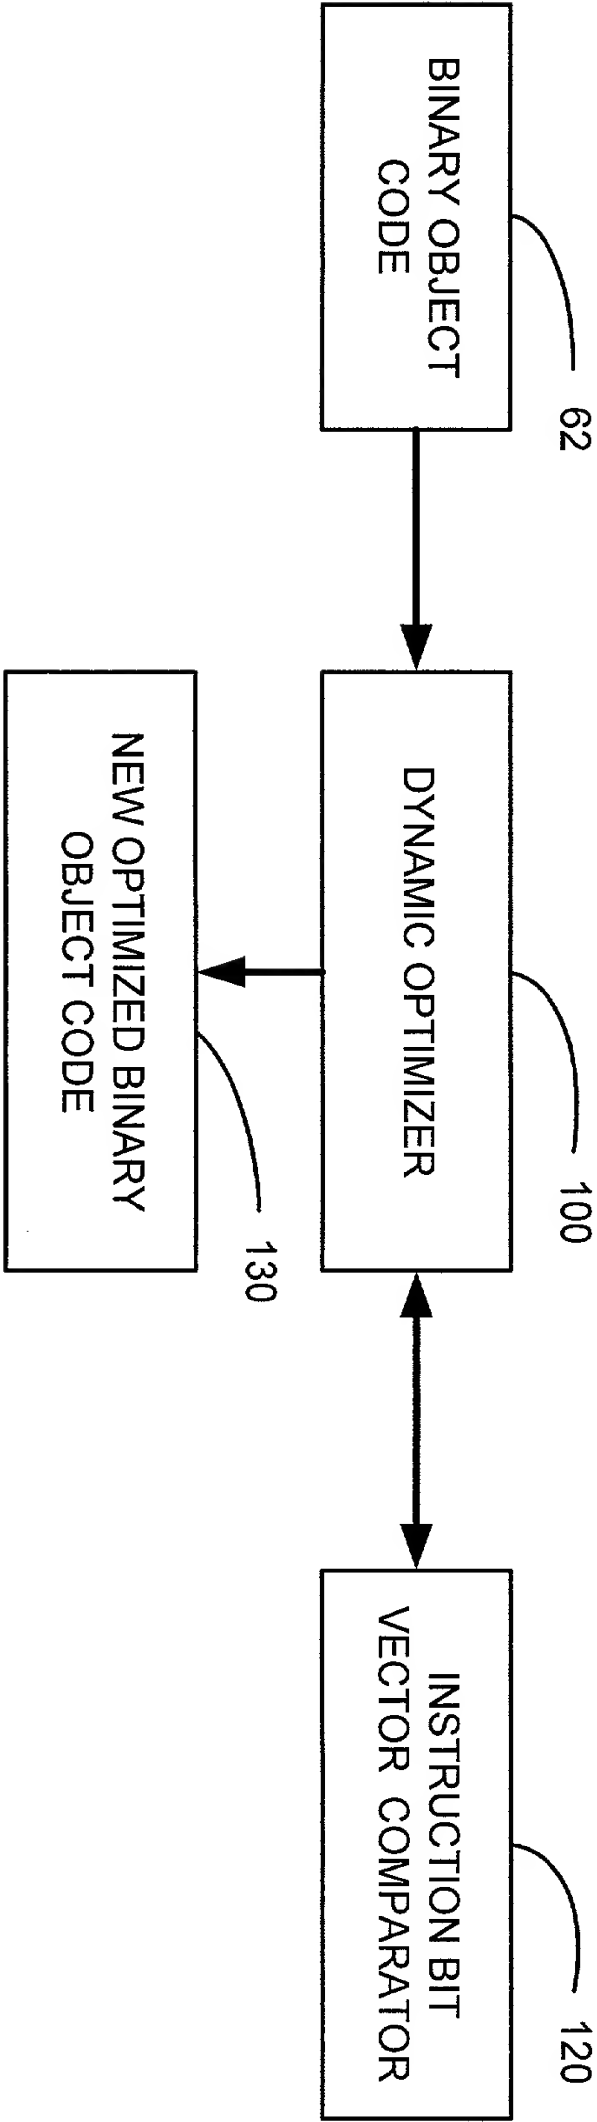 62
BINARY OBJECT
CODE
100
DYNAMIC OPTIMIZER
120
INSTRUCTION BIT
VECTOR COMPARATOR
130
NEW OPTIMIZED BINARY
OBJECT CODE